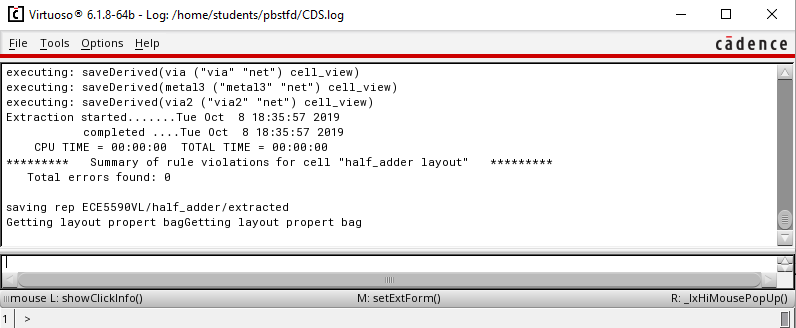 Virtuoso® 6.1.8-64b - Log: /home/students/pbstfd/CDS.log
File Tools Options Help
cādence
executing: saveDerived(via ("via" "net") cell_view)
executing: saveDerived(metal3 ("metal3" "net") cell_view)
executing: saveDerived(via2 ("via2" "net") cell_view)
Extraction started.......Tue Oct  8 18:35:57 2019
completed ....Tue Oct  8 18:35:57 2019
CPU TIME = 00:00:00  TOTAL TIME = 00:00:00
*********   Summary of rule violations for cell "half_adder layout"   *********
Total errors found: 0
saving rep ECE5590VL/half_adder/extracted
Getting layout propert bagGetting layout propert bag
mouse L: showClickInfo() M: setExtForm() R: _lxHiMousePopUp()
1 >